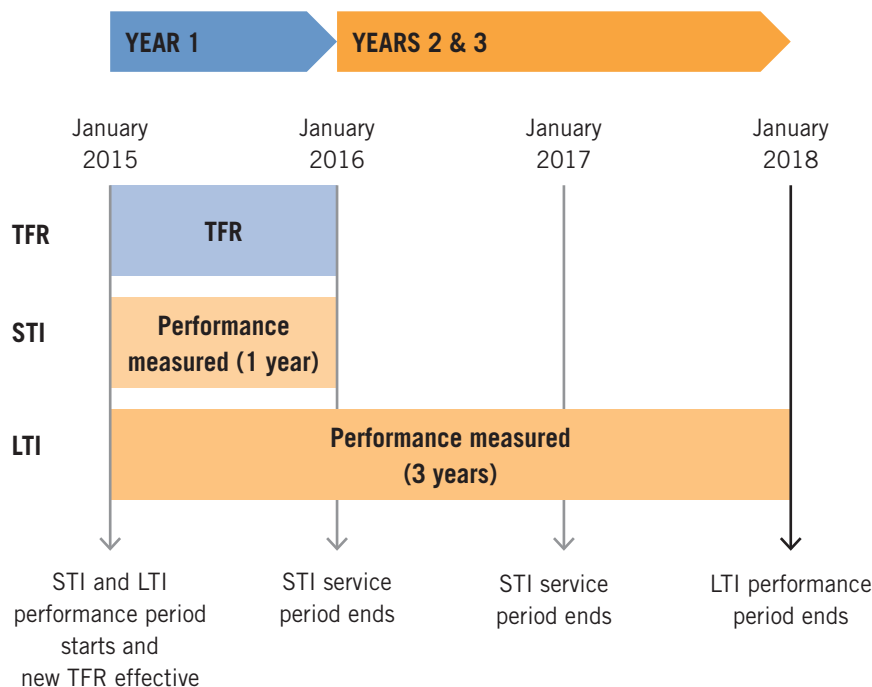 YEAR 1
YEARS 2 & 3
January
2015
January
2016
January
2017
January
2018
TFR
TFR
STI
Performance
measured (1 year)
LTI
Performance measured
(3 years)
STI and LTI
performance period
starts and
new TFR effective
STI service
period ends
STI service
period ends
LTI performance
period ends